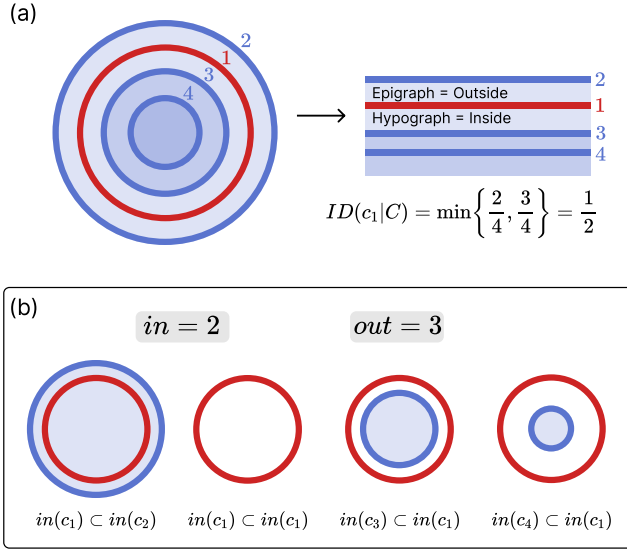 (a)
2
1
3
4
2
Epigraph = Outside
1
Hypograph = Inside
3
4
ID(c₁|C) = min{2/4, 3/4} = 1/2
(b)
in = 2
out = 3
in(c₁) ⊂ in(c₂)
in(c₁) ⊂ in(c₁)
in(c₃) ⊂ in(c₁)
in(c₄) ⊂ in(c₁)